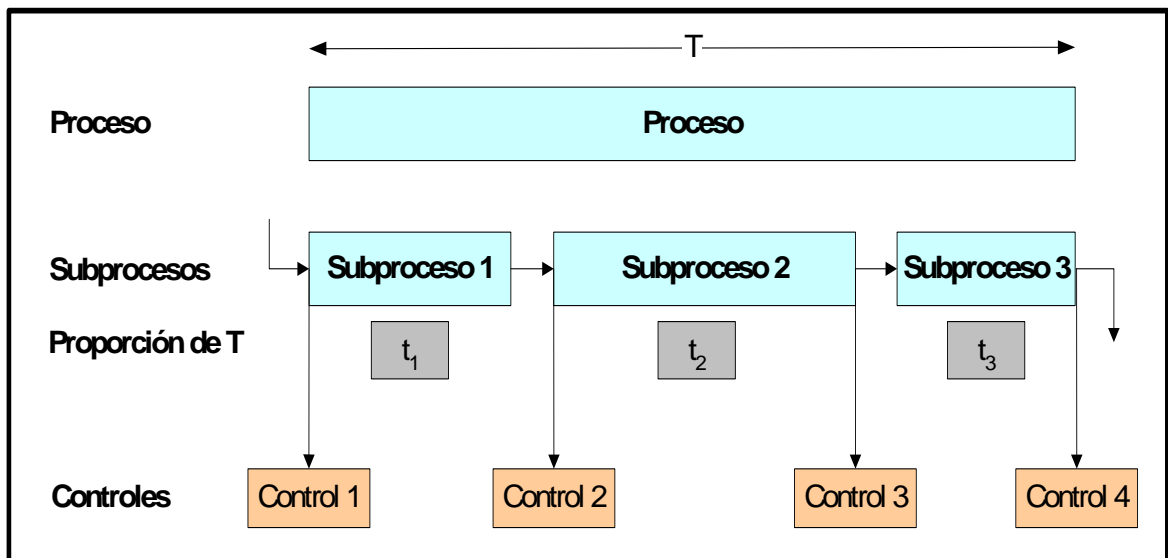 T
Proceso Proceso
Subprocesos Subproceso 1 Subproceso 2 Subproceso 3
Proporción de T t1 t2 t3
Controles Control 1 Control 2 Control 3 Control 4